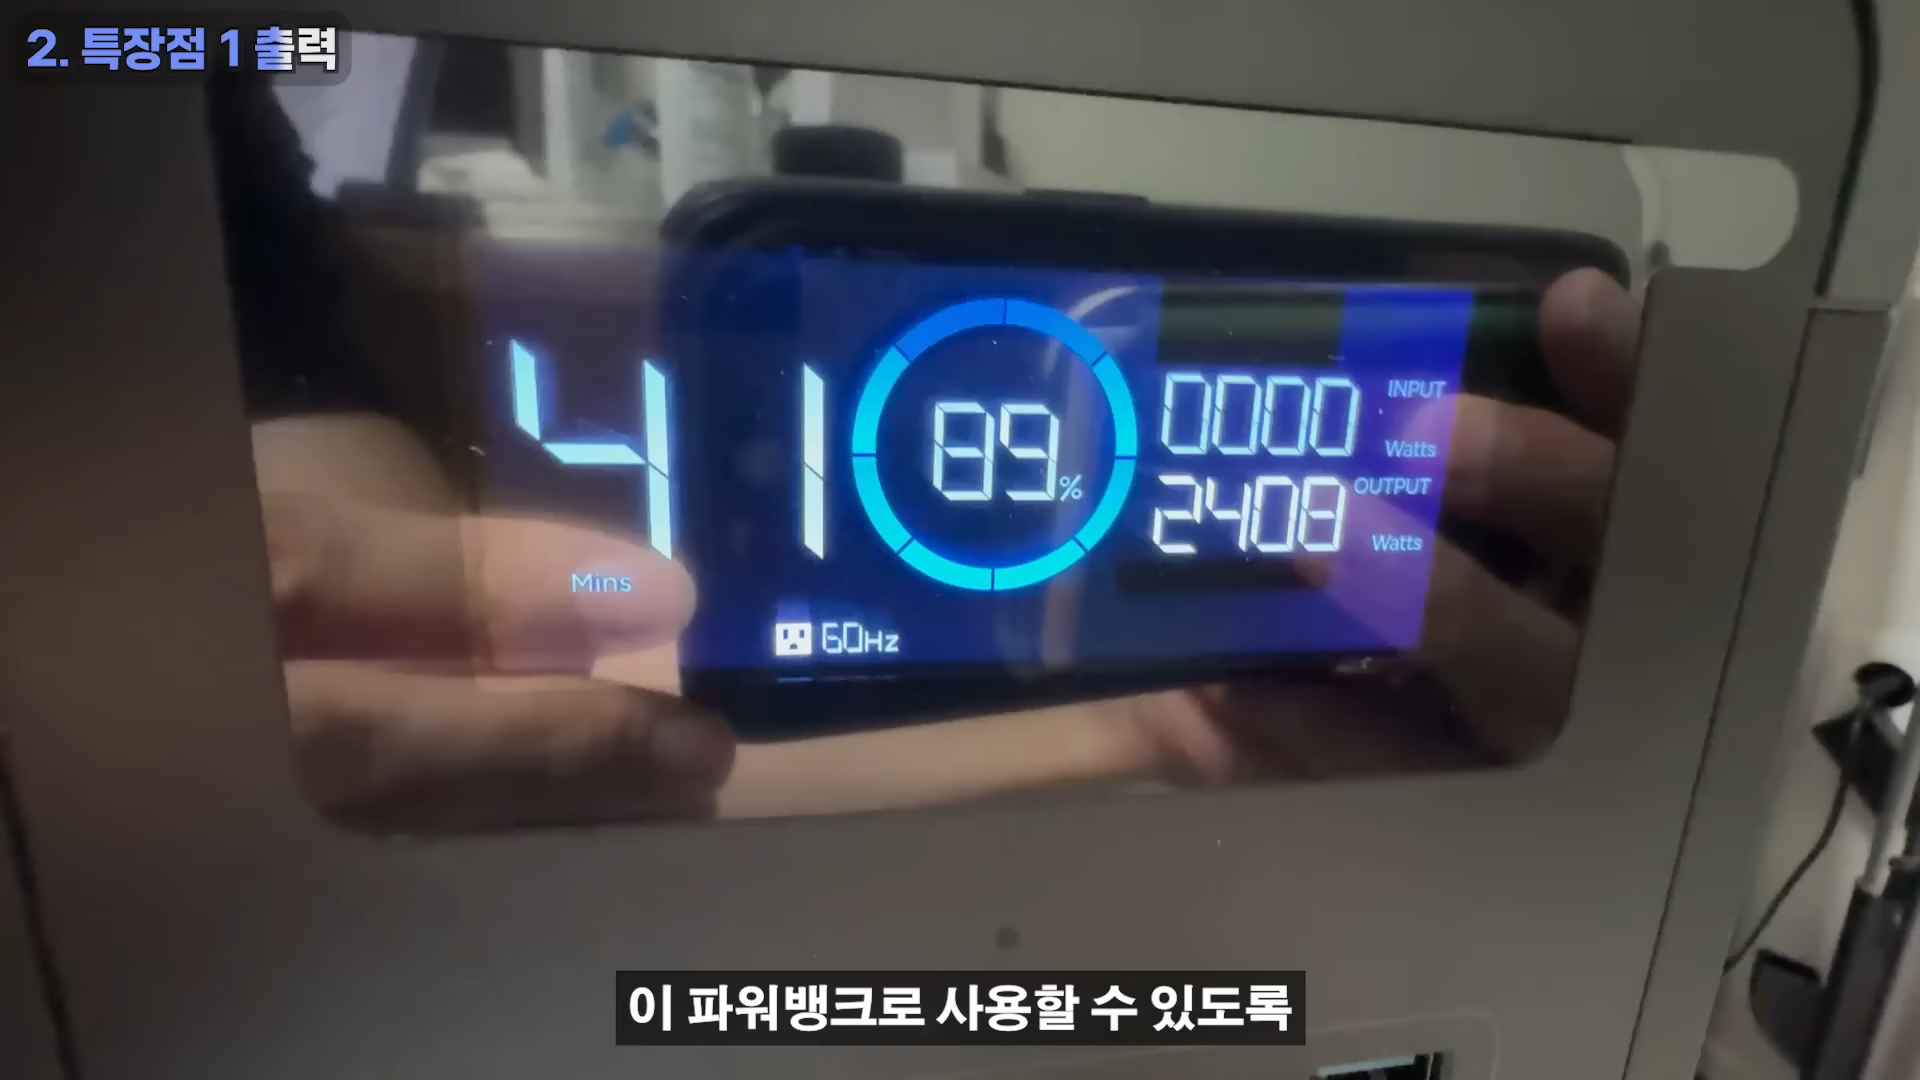 2. 특장점 1 출력
41
Mins
89%
0000 INPUT
Watts
2408 OUTPUT
Watts
60Hz
이 파워뱅크로 사용할 수 있도록